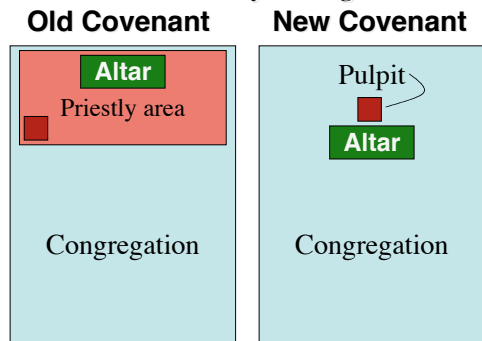 Old Covenant
Altar
Priestly area
Congregation
New Covenant
Pulpit
Altar
Congregation